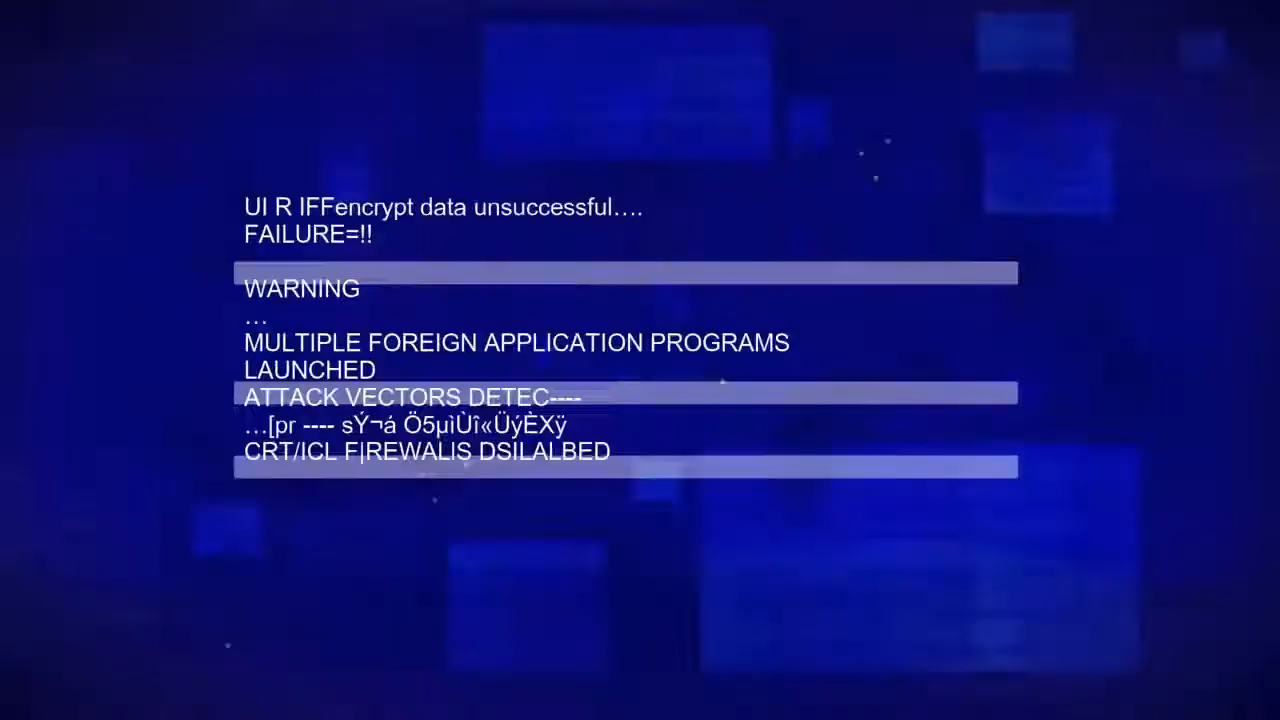 UI R IFFencrypt data unsuccessful….
FAILURE=!!
WARNING
…
MULTIPLE FOREIGN APPLICATION PROGRAMS
LAUNCHED
ATTACK VECTORS DETEC----
…[pr ---- sݬá Ö5µìÙî«ÜýÈXÿ
CRT/ICL F|REWALIS DSILALBED